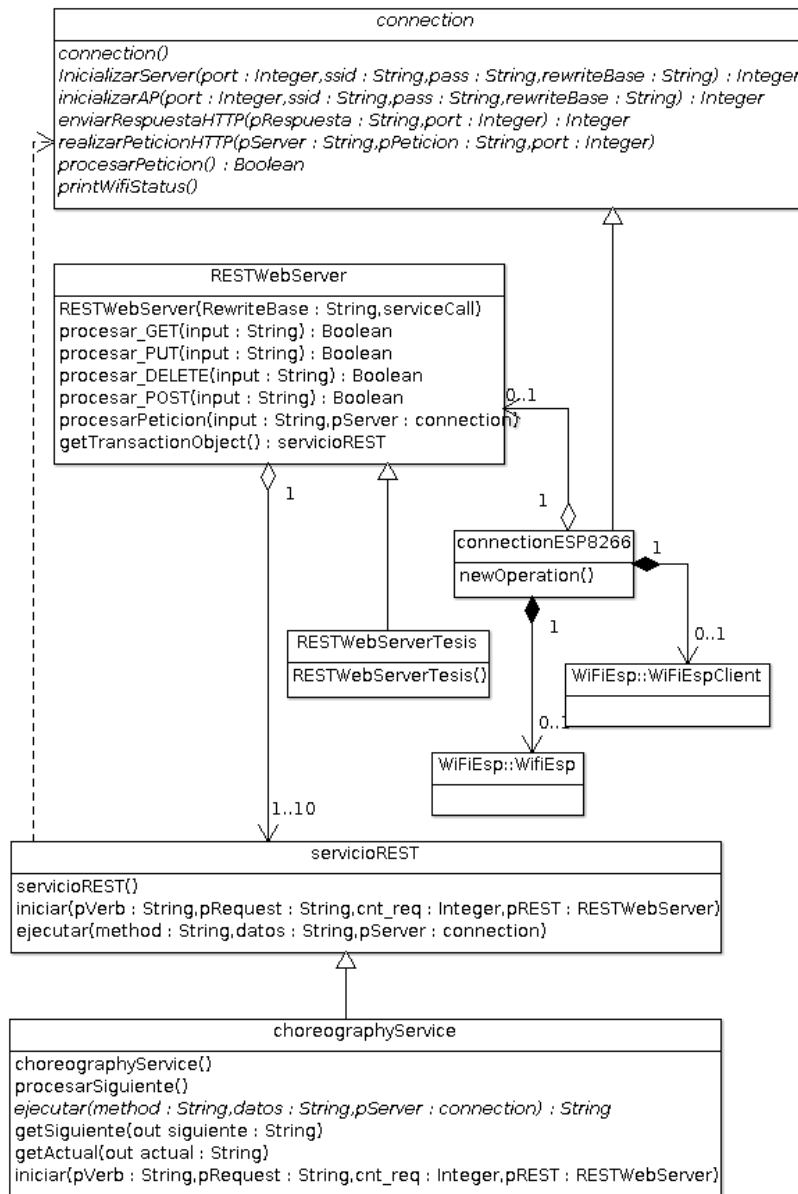 connection
connection()
InicializarServer(port : Integer,ssid : String,pass : String,rewriteBase : String) : Integer
inicializarAP(port : Integer,ssid : String,pass : String,rewriteBase : String) : Integer
enviarRespuestaHTTP(pRespuesta : String,port : Integer) : Integer
realizarPeticionHTTP(pServer : String,pPeticion : String,port : Integer)
procesarPeticion() : Boolean
printWifiStatus()
RESTWebServer
RESTWebServer(RewriteBase : String,serviceCall)
procesar_GET(input : String) : Boolean
procesar_PUT(input : String) : Boolean
procesar_DELETE(input : String) : Boolean
procesar_POST(input : String) : Boolean
procesarPeticion(input : String,pServer : connection)
getTransactionObject() : servicioREST
0..1
1
1
connectionESP8266
newOperation()
1
1
0..1
RESTWebServerTesis
RESTWebServerTesis()
WiFiEsp::WiFiEspClient
0..1
WiFiEsp::WifiEsp
1..10
servicioREST
servicioREST()
iniciar(pVerb : String,pRequest : String,cnt_req : Integer,pREST : RESTWebServer)
ejecutar(method : String,datos : String,pServer : connection)
choreographyService
choreographyService()
procesarSiguiente()
ejecutar(method : String,datos : String,pServer : connection) : String
getSiguiente(out siguiente : String)
getActual(out actual : String)
iniciar(pVerb : String,pRequest : String,cnt_req : Integer,pREST : RESTWebServer)